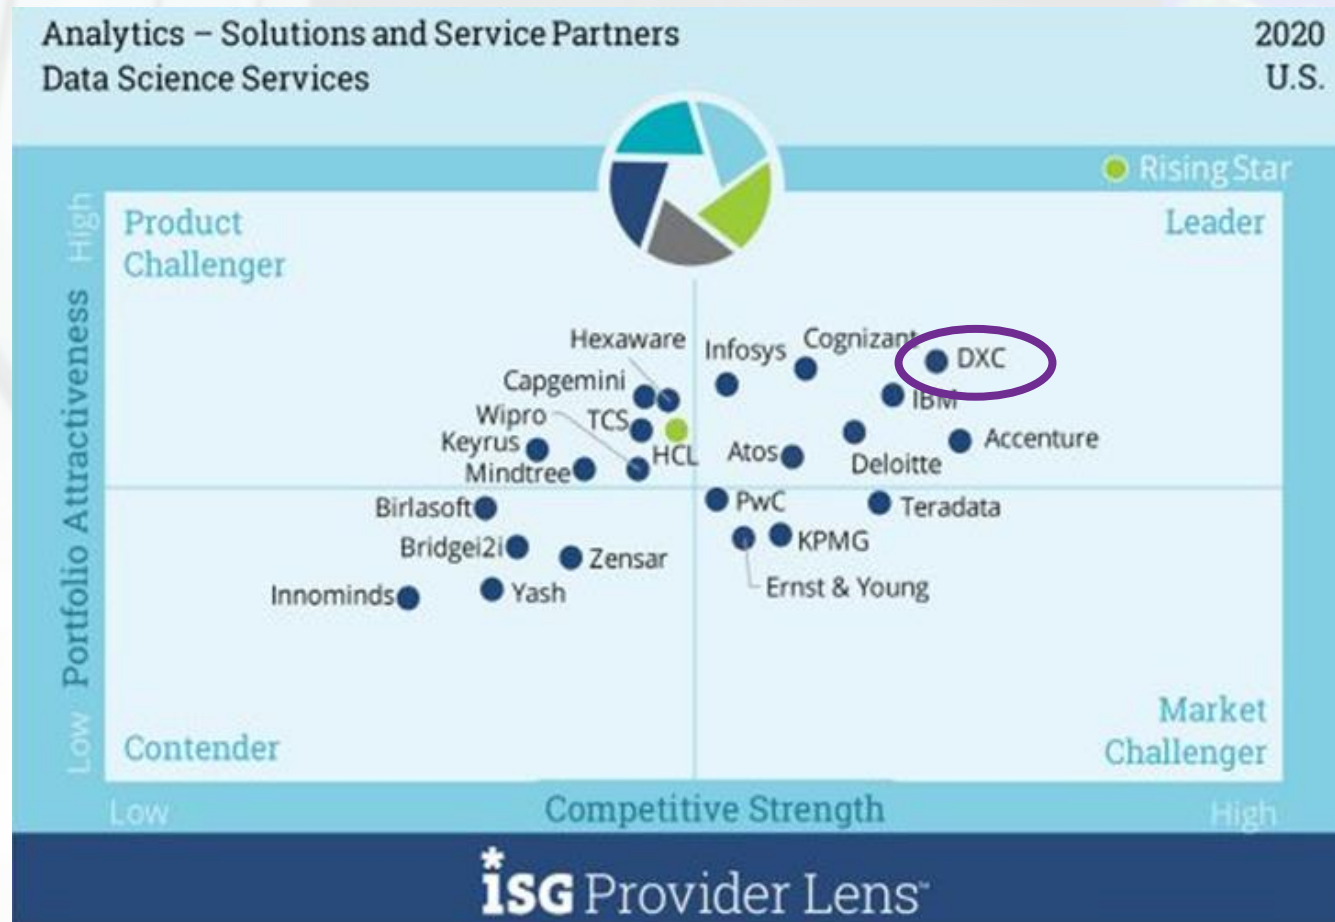 Analytics – Solutions and Service Partners
Data Science Services
2020
U.S.
Rising Star
High
Portfolio Attractiveness
Low
Product
Challenger
Leader
Hexaware
Infosys
Cognizant
DXC
Capgemini
IBM
Wipro
TCS
Keyrus
HCL
Atos
Accenture
Mindtree
Deolitte
Birlasoft
PwC
Teradata
Bridgei2i
KPMG
Zensar
Innominds
Yash
Ernst & Young
Contender
Market
Challenger
Low
Competitive Strength
High
*ISG Provider Lens™